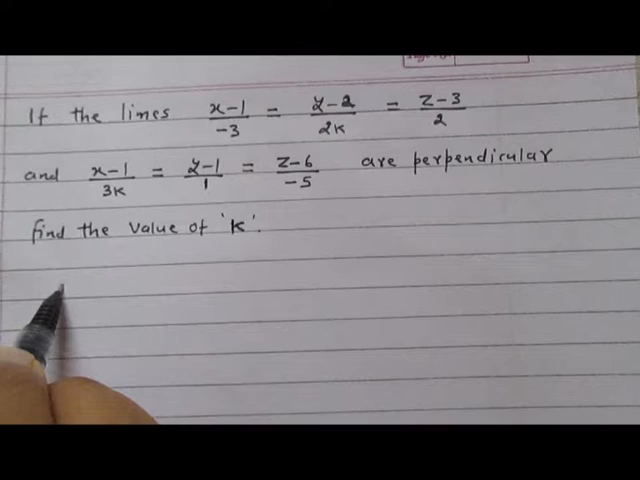 If the lines x-1/-3 = y-2/2k = z-3/2
and x-1/3k = y-1/1 = z-6/-5 are perpendicular
find the value of 'k'.